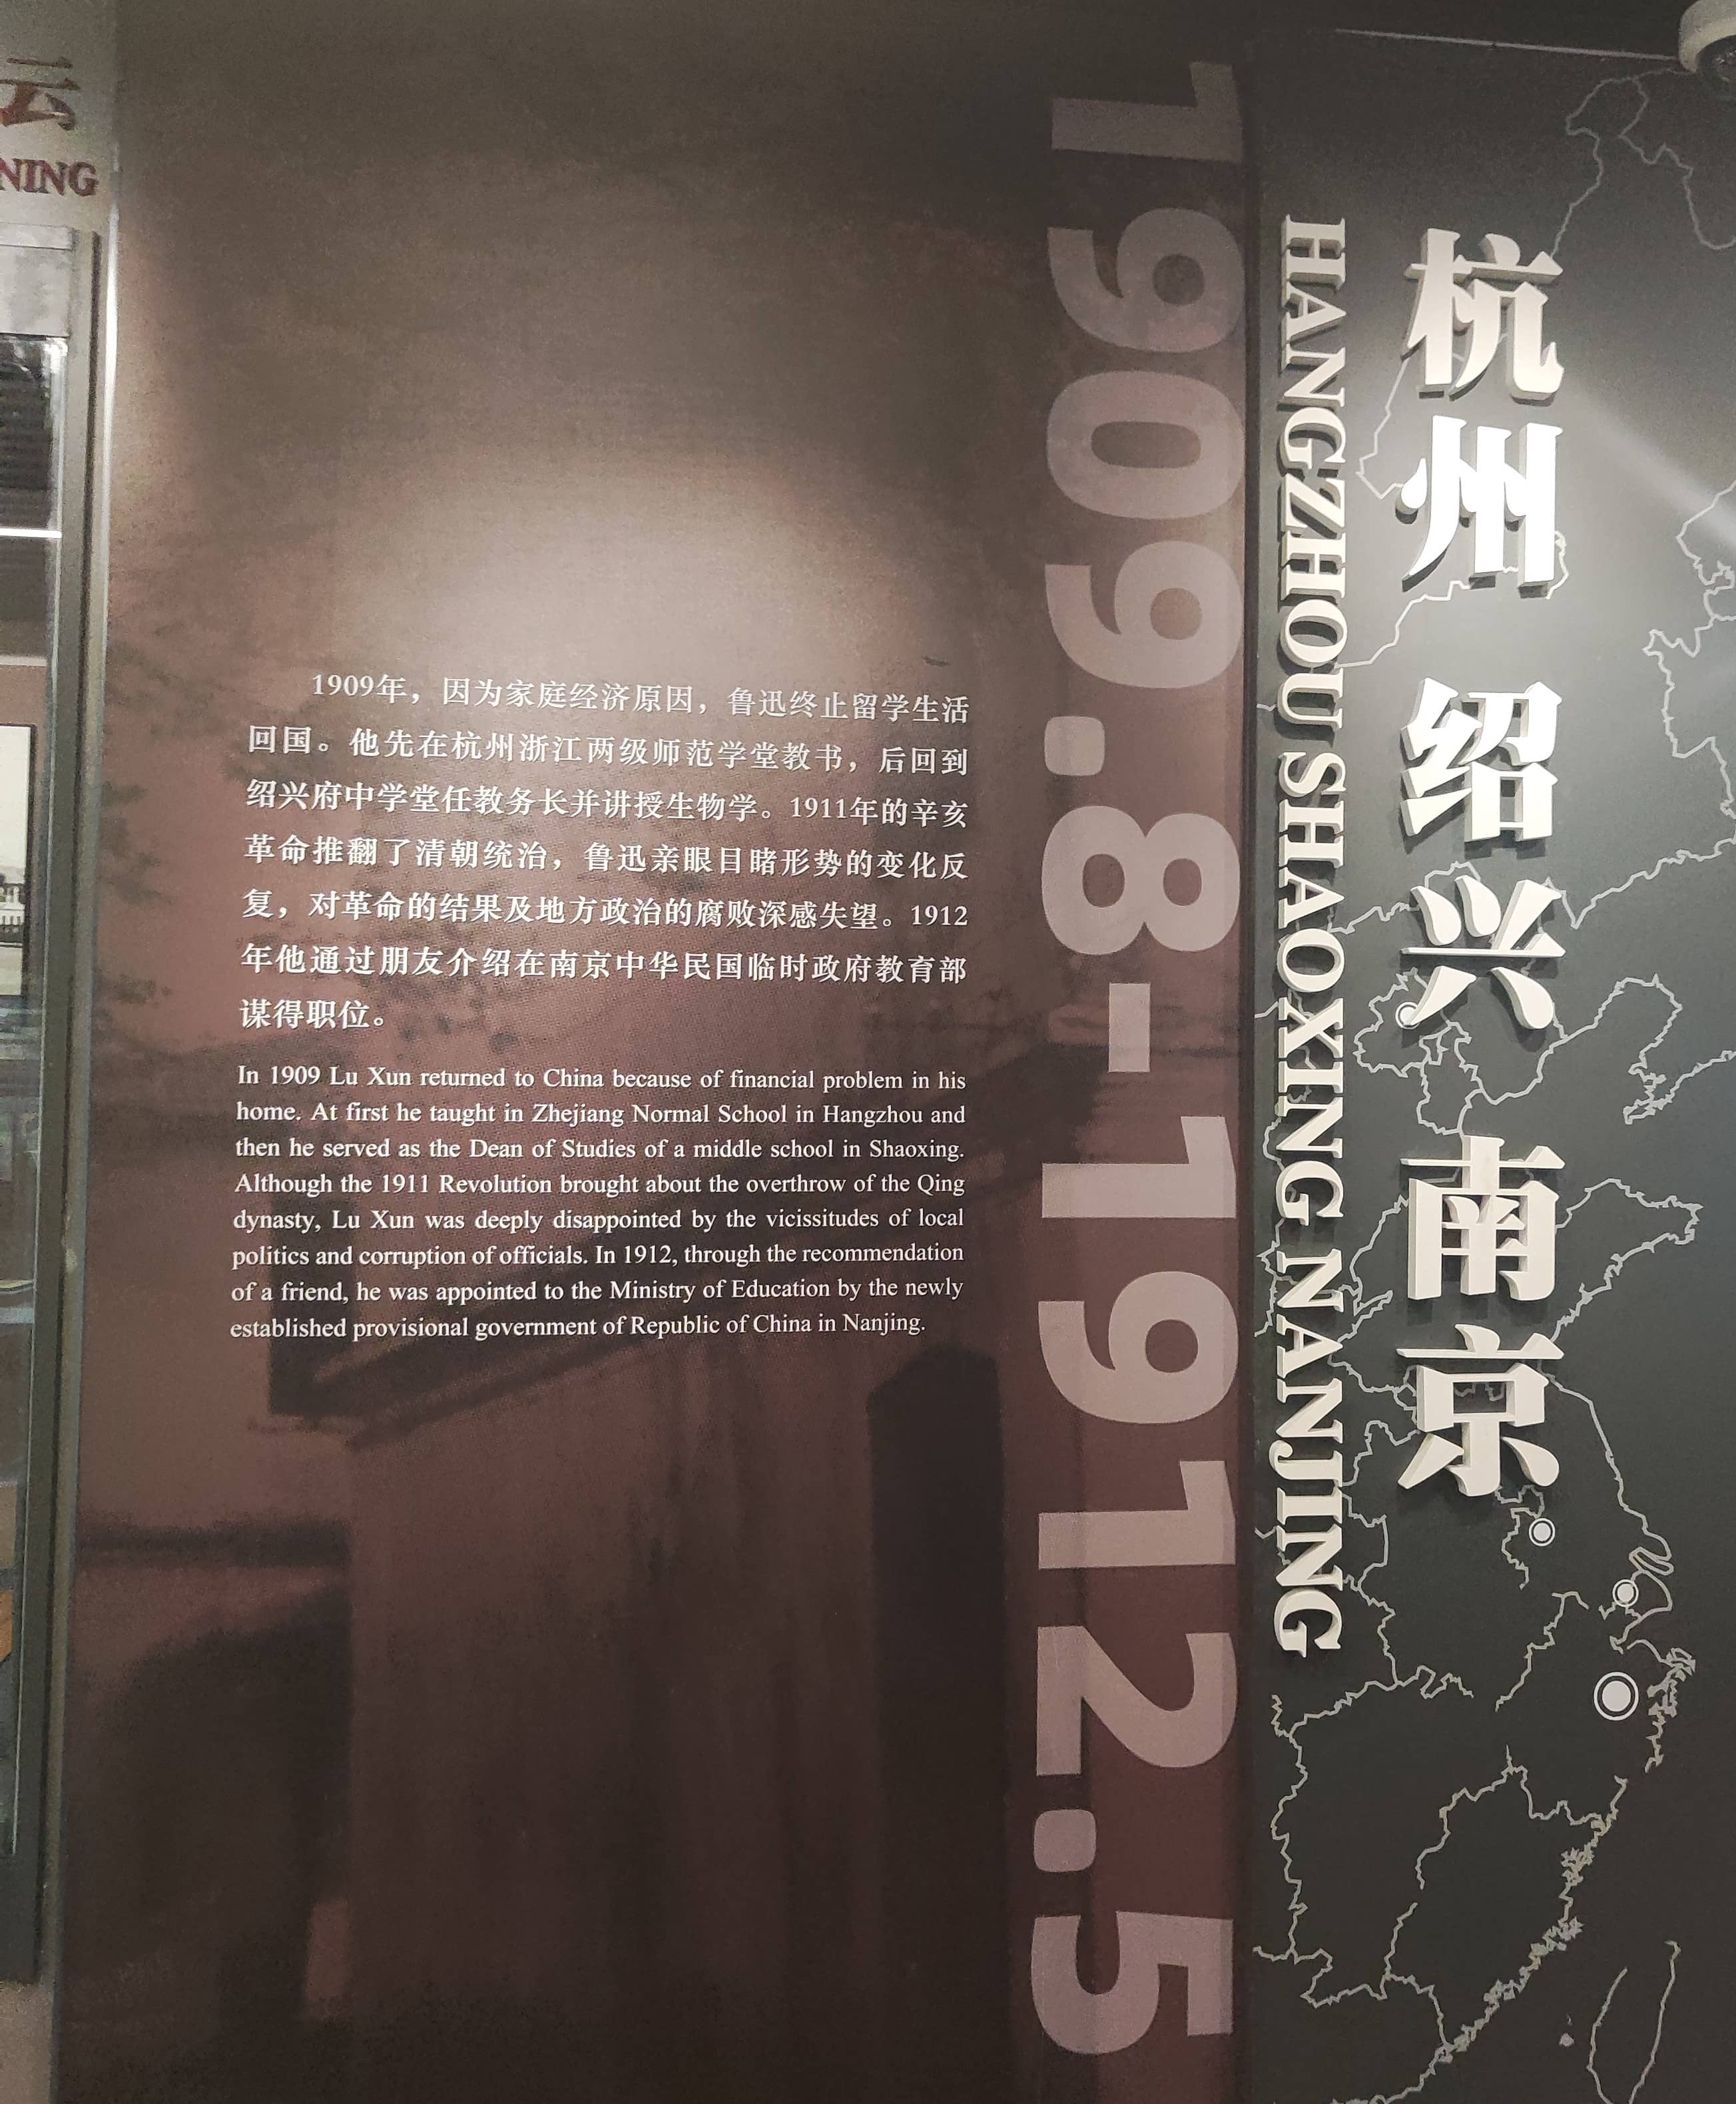 云
NING
杭州 绍兴 南京
HANGZHOU SHAOXING NANJING
1909.8-1912.5
1909年，因为家庭经济原因，鲁迅终止留学生活
回国。他先在杭州浙江两级师范学堂教书，后回到
绍兴府中学堂任教务长并讲授生物学。1911年的辛亥
革命推翻了清朝统治，鲁迅亲眼目睹形势的变化反
复，对革命的结果及地方政治的腐败深感失望。1912
年他通过朋友介绍在南京中华民国临时政府教育部
谋得职位。
In 1909 Lu Xun returned to China because of financial problem in his
home. At first he taught in Zhejiang Normal School in Hangzhou and
then he served as the Dean of Studies of a middle school in Shaoxing.
Although the 1911 Revolution brought about the overthrow of the Qing
dynasty, Lu Xun was deeply disappointed by the vicissitudes of local
politics and corruption of officials. In 1912, through the recommendation
of a friend, he was appointed to the Ministry of Education by the newly
established provisional government of Republic of China in Nanjing.